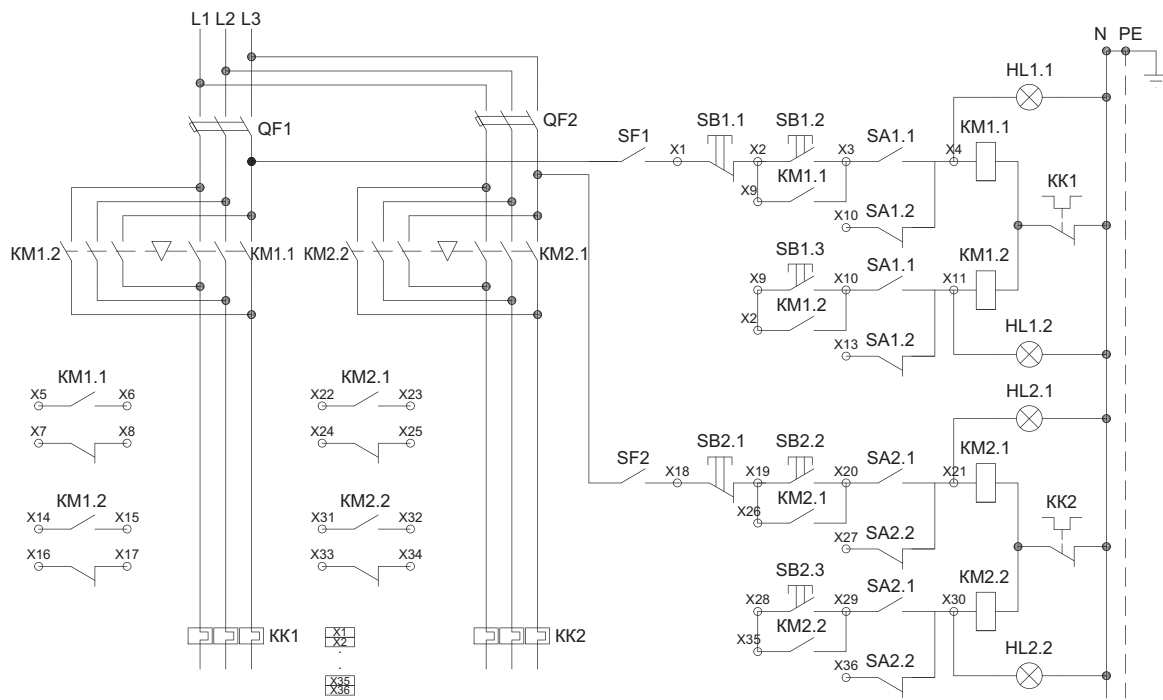 L1 L2 L3
N PE
HL1.1
QF1
QF2
SF1
SB1.1
SB1.2
SA1.1
KM1.1
X1
X2
X3
X4
KK1
X9
KM1.1
X10
SA1.2
KM1.2
KM1.1
KM2.2
KM2.1
SB1.3
SA1.1
KM1.2
X9
X10
X11
KM1.2
X2
HL1.2
X13
SA1.2
KM1.1
X5
X6
X7
X8
KM2.1
X22
X23
X24
X25
HL2.1
SF2
SB2.1
SB2.2
SA2.1
KM2.1
X18
X19
X20
X21
KM2.1
X26
KK2
X27
SA2.2
KM1.2
X14
X15
X16
X17
KM2.2
X31
X32
X33
X34
SB2.3
SA2.1
KM2.2
X28
X29
X30
X35
KM2.2
HL2.2
X36
SA2.2
KK1
KK2
X1
X2
.
.
X35
X36